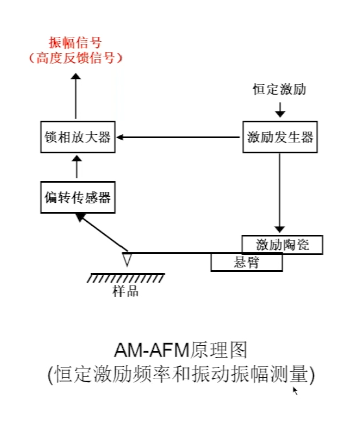 振幅信号
(高度反馈信号)
恒定激励
锁相放大器
激励发生器
偏转传感器
激励陶瓷
悬臂
样品
AM-AFM原理图
(恒定激励频率和振动振幅测量)